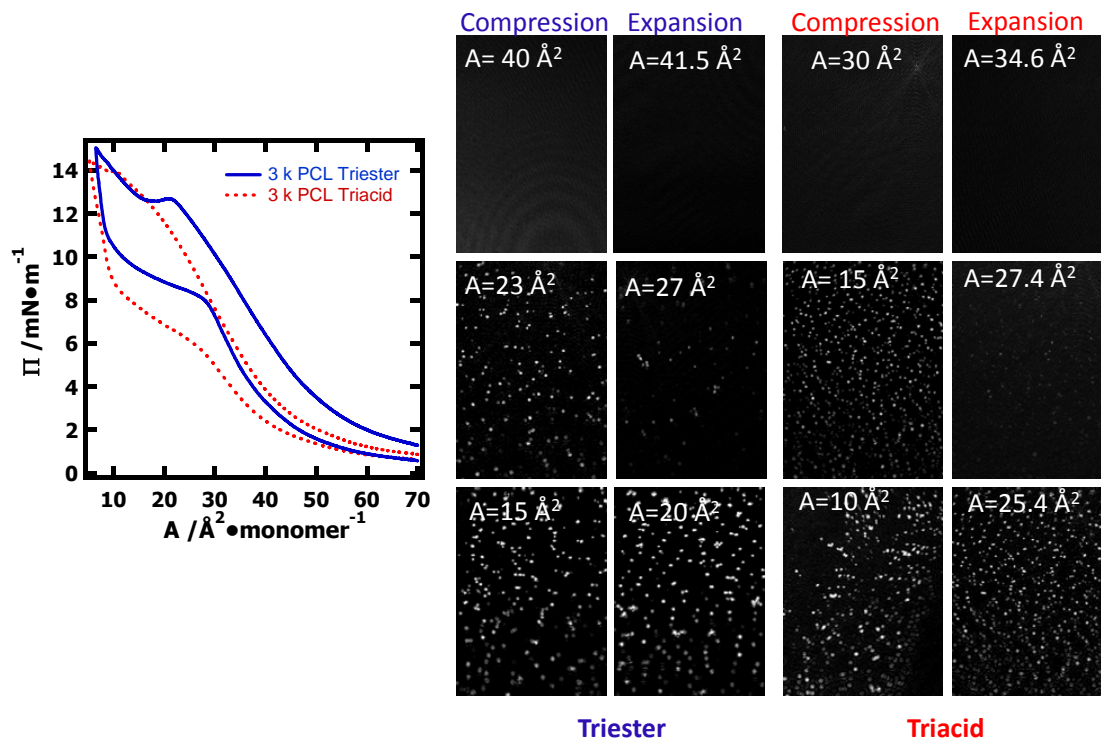 Compression Expansion Compression Expansion
A= 40 Å²
A=41.5 Å²
A=30 Å²
A=34.6 Å²
14
12
10
8
6
4
2
0
Π /mN●m⁻¹
3 k PCL Triester
3 k PCL Triacid
10 20 30 40 50 60 70
A /Å²●monomer⁻¹
A=23 Å²
A=27 Å²
A= 15 Å²
A=27.4 Å²
A=15 Å²
A=20 Å²
A=10 Å²
A=25.4 Å²
Triester
Triacid